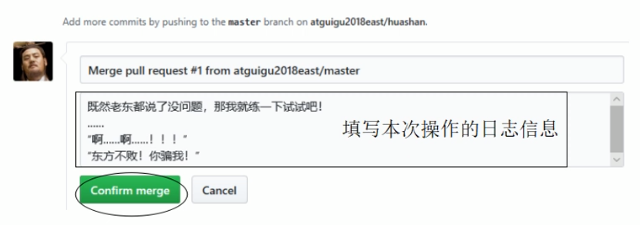 Add more commits by pushing to the master branch on atguigu2018east/huashan.
Merge pull request #1 from atguigu2018east/master
既然老东都说了没问题，那我就练一下试试吧！
......
“啊......啊......！！！”
“东方不败！你骗我！”
填写本次操作的日志信息
Confirm merge
Cancel